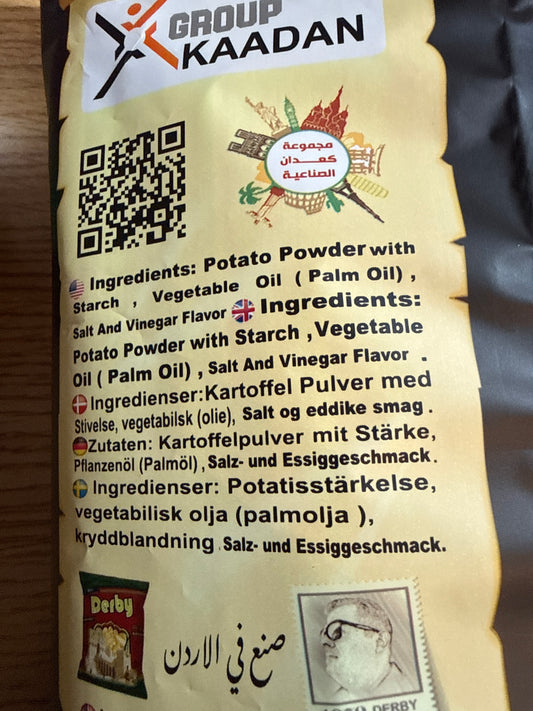 GROUP
KAADAN
مجموعة
كعدان
الصناعية
Ingredients: Potato Powder with
Starch , Vegetable Oil ( Palm Oil) ,
Salt And Vinegar Flavor Ingredients:
Potato Powder with Starch , Vegetable
Oil ( Palm Oil) , Salt And Vinegar Flavor .
Ingredienser:Kartoffel Pulver med
Stivelse, vegetabilsk (olie), Salt og eddike smag .
Zutaten: Kartoffelpulver mit Stärke,
Pflanzenöl (Palmöl) , Salz- und Essiggeschmack.
Ingredienser: Potatisstärkelse,
vegetabilisk olja (palmolja ),
kryddblandning . Salz- und Essiggeschmack.
Derby
صنع في الاردن
DERBY